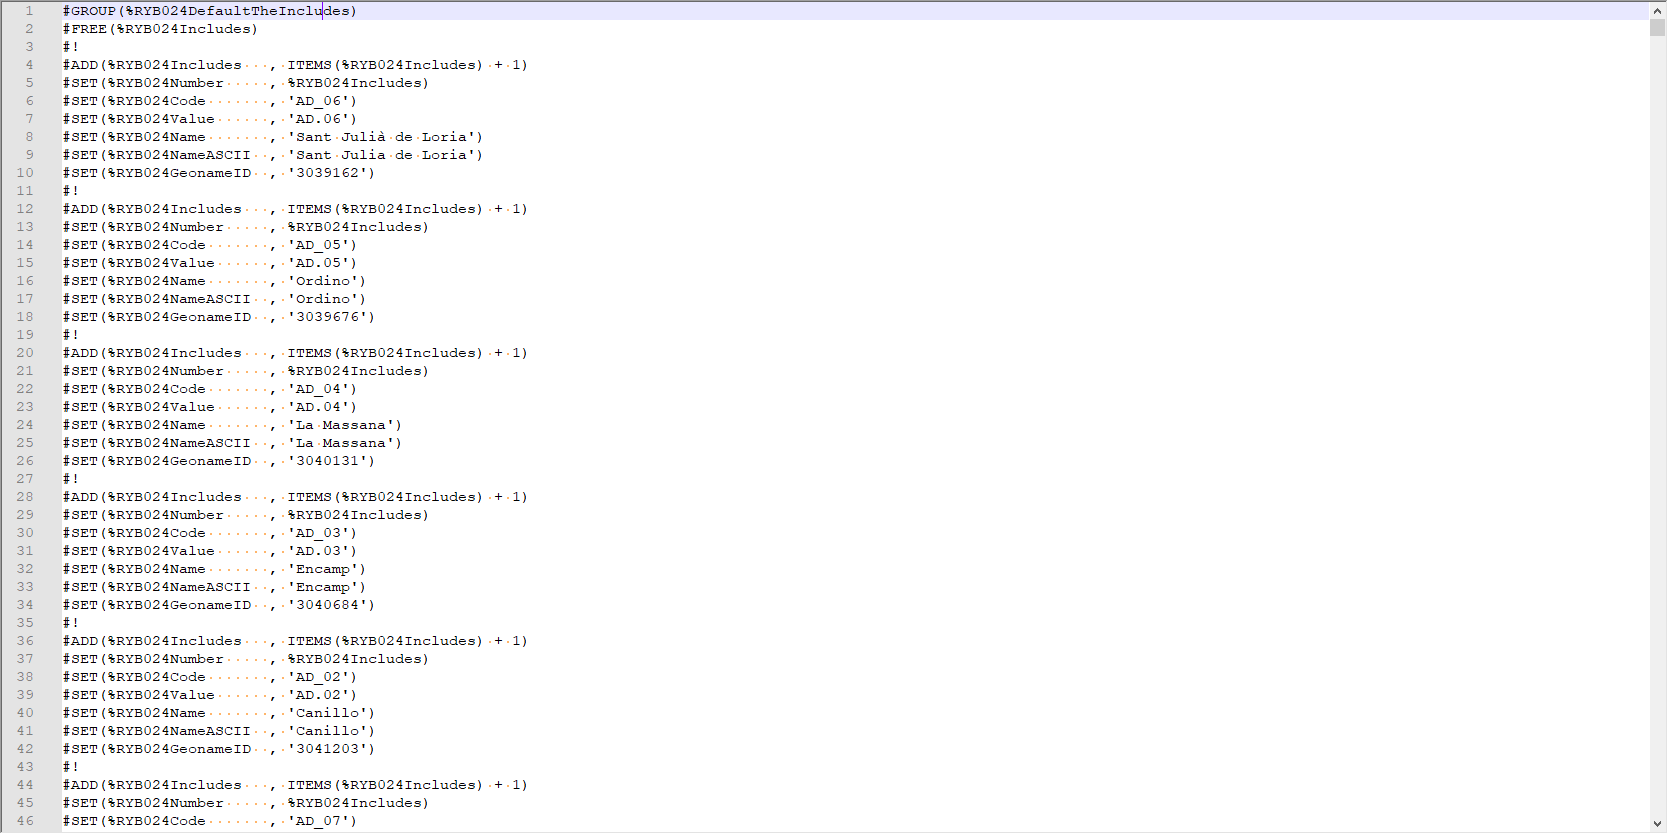 1 #GROUP(%RYB024DefaultTheIncludes)
2 #FREE(%RYB024Includes)
3 #!
4 #ADD(%RYB024Includes   , ITEMS(%RYB024Includes) + 1)
5 #SET(%RYB024Number     , %RYB024Includes)
6 #SET(%RYB024Code       , 'AD_06')
7 #SET(%RYB024Value      , 'AD.06')
8 #SET(%RYB024Name       , 'Sant Julià de Loria')
9 #SET(%RYB024NameASCII  , 'Sant Julia de Loria')
10 #SET(%RYB024GeonameID  , '3039162')
11 #!
12 #ADD(%RYB024Includes   , ITEMS(%RYB024Includes) + 1)
13 #SET(%RYB024Number     , %RYB024Includes)
14 #SET(%RYB024Code       , 'AD_05')
15 #SET(%RYB024Value      , 'AD.05')
16 #SET(%RYB024Name       , 'Ordino')
17 #SET(%RYB024NameASCII  , 'Ordino')
18 #SET(%RYB024GeonameID  , '3039676')
19 #!
20 #ADD(%RYB024Includes   , ITEMS(%RYB024Includes) + 1)
21 #SET(%RYB024Number     , %RYB024Includes)
22 #SET(%RYB024Code       , 'AD_04')
23 #SET(%RYB024Value      , 'AD.04')
24 #SET(%RYB024Name       , 'La Massana')
25 #SET(%RYB024NameASCII  , 'La Massana')
26 #SET(%RYB024GeonameID  , '3040131')
27 #!
28 #ADD(%RYB024Includes   , ITEMS(%RYB024Includes) + 1)
29 #SET(%RYB024Number     , %RYB024Includes)
30 #SET(%RYB024Code       , 'AD_03')
31 #SET(%RYB024Value      , 'AD.03')
32 #SET(%RYB024Name       , 'Encamp')
33 #SET(%RYB024NameASCII  , 'Encamp')
34 #SET(%RYB024GeonameID  , '3040684')
35 #!
36 #ADD(%RYB024Includes   , ITEMS(%RYB024Includes) + 1)
37 #SET(%RYB024Number     , %RYB024Includes)
38 #SET(%RYB024Code       , 'AD_02')
39 #SET(%RYB024Value      , 'AD.02')
40 #SET(%RYB024Name       , 'Canillo')
41 #SET(%RYB024NameASCII  , 'Canillo')
42 #SET(%RYB024GeonameID  , '3041203')
43 #!
44 #ADD(%RYB024Includes   , ITEMS(%RYB024Includes) + 1)
45 #SET(%RYB024Number     , %RYB024Includes)
46 #SET(%RYB024Code       , 'AD_07')